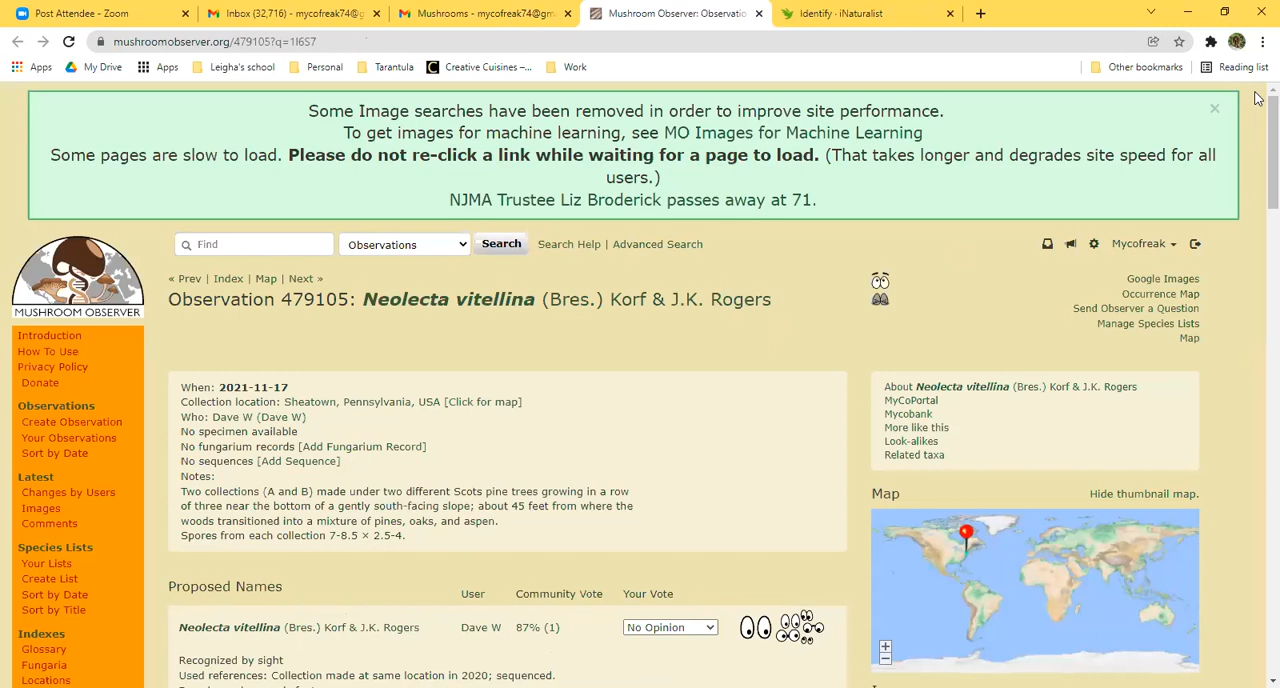 Post Attendee - Zoom
Inbox (32,716) - mycofreak74@g
Mushrooms - mycofreak74@gm
Mushroom Observer: Observatio
Identify · iNaturalist
mushroomobserver.org/479105?q=1l6S7
Apps
My Drive
Apps
Leigha's school
Personal
Tarantula
Creative Cuisines –...
Work
Other bookmarks
Reading list
Some Image searches have been removed in order to improve site performance.
To get images for machine learning, see MO Images for Machine Learning
Some pages are slow to load. Please do not re-click a link while waiting for a page to load. (That takes longer and degrades site speed for all
users.)
NJMA Trustee Liz Broderick passes away at 71.
×
Find
Observations
Search
Search Help | Advanced Search
Mycofreak
MUSHROOM OBSERVER
« Prev | Index | Map | Next »
Observation 479105: Neolecta vitellina (Bres.) Korf & J.K. Rogers
Google Images
Occurrence Map
Send Observer a Question
Manage Species Lists
Map
Introduction
How To Use
Privacy Policy
Donate
Observations
Create Observation
Your Observations
Sort by Date
Latest
Changes by Users
Images
Comments
Species Lists
Your Lists
Create List
Sort by Date
Sort by Title
Indexes
Glossary
Fungaria
Locations
When: 2021-11-17
Collection location: Sheatown, Pennsylvania, USA [Click for map]
Who: Dave W (Dave W)
No specimen available
No fungarium records [Add Fungarium Record]
No sequences [Add Sequence]
Notes:
Two collections (A and B) made under two different Scots pine trees growing in a row
of three near the bottom of a gently south-facing slope; about 45 feet from where the
woods transitioned into a mixture of pines, oaks, and aspen.
Spores from each collection 7-8.5 × 2.5-4.
About Neolecta vitellina (Bres.) Korf & J.K. Rogers
MyCoPortal
Mycobank
More like this
Look-alikes
Related taxa
Map
Hide thumbnail map.
+
−
Proposed Names
User
Community Vote
Your Vote
Neolecta vitellina (Bres.) Korf & J.K. Rogers
Dave W
87% (1)
No Opinion
Recognized by sight
Used references: Collection made at same location in 2020; sequenced.